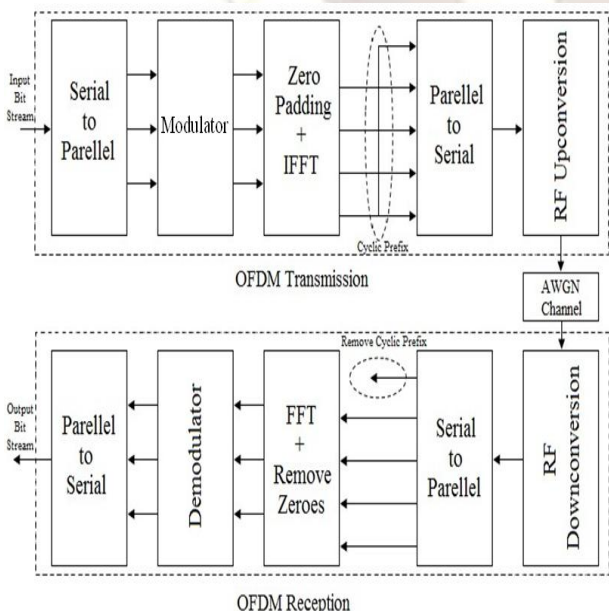 Input
Bit
Stream
Serial
to
Parellel
Modulator
Zero
Padding
+
IFFT
Cyclic Prefix
Parellel
to
Serial
RF Upconversion
OFDM Transmission
AWGN
Channel
Output
Bit
Stream
Parellel
to
Serial
Demodulator
FFT
+
Remove
Zeroes
Remove Cyclic Prefix
Serial
to
Parellel
RF
Downconversion
OFDM Reception